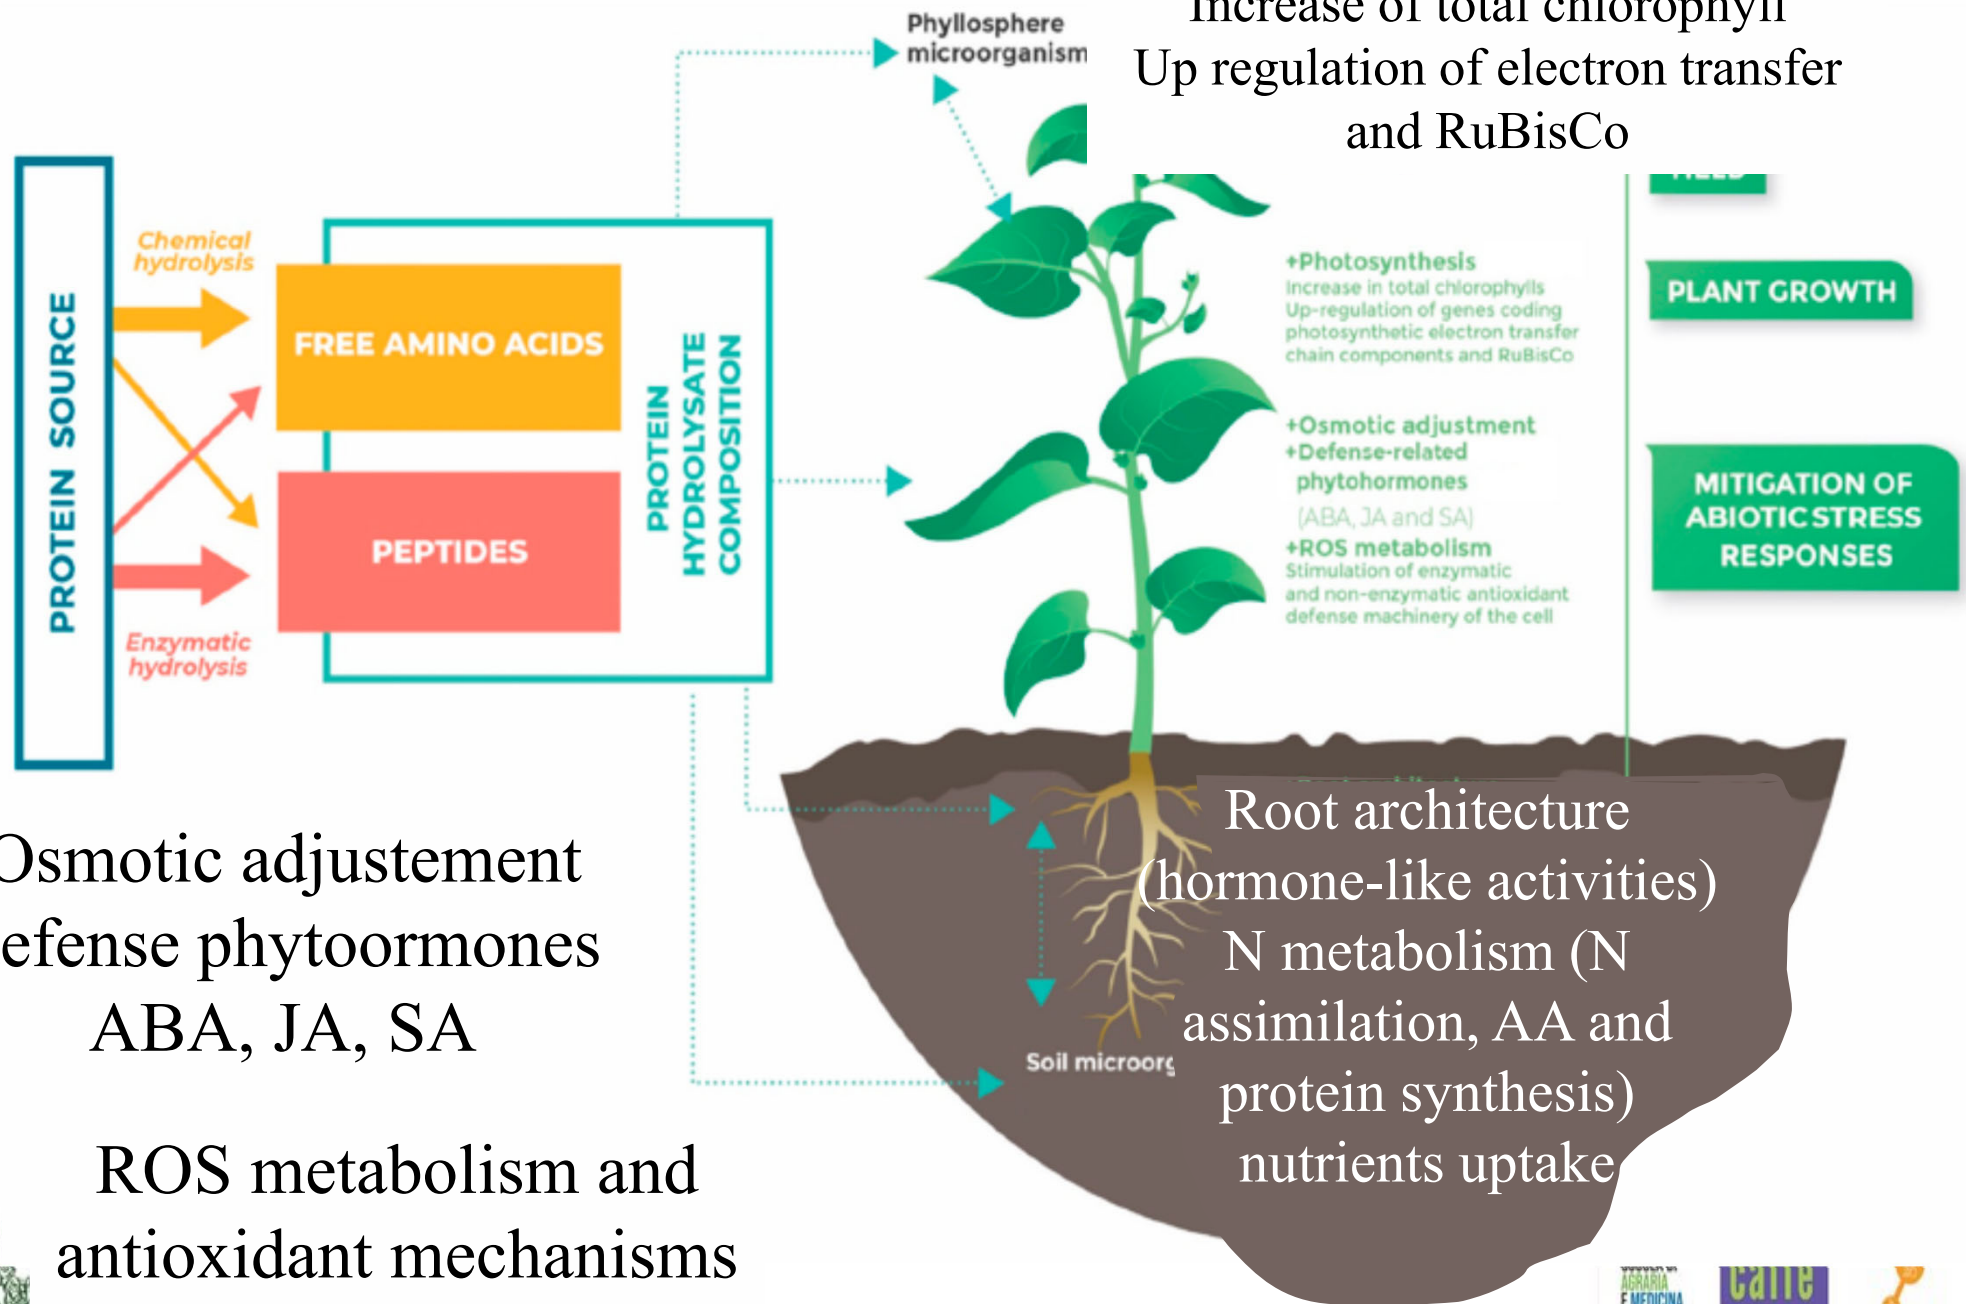 Increase of total chlorophyll
Up regulation of electron transfer
and RuBisCo
Phyllosphere
microorganism
PROTEIN SOURCE
Chemical
hydrolysis
Enzymatic
hydrolysis
FREE AMINO ACIDS
PEPTIDES
PROTEIN
HYDROLYSATE
COMPOSITION
+Photosynthesis
Increase in total chlorophylls
Up-regulation of genes coding
photosynthetic electron transfer
chain components and RuBisCo
+Osmotic adjustment
+Defense-related
phytohormones
(ABA, JA and SA)
+ROS metabolism
Stimulation of enzymatic
and non-enzymatic antioxidant
defense machinery of the cell
PLANT GROWTH
MITIGATION OF
ABIOTIC STRESS
RESPONSES
Osmotic adjustement
efense phytoormones
ABA, JA, SA
ROS metabolism and
antioxidant mechanisms
Root architecture
(hormone-like activities)
N metabolism (N
assimilation, AA and
protein synthesis)
nutrients uptake
Soil microorg
AGRARIA
E MEDICINA
caffè